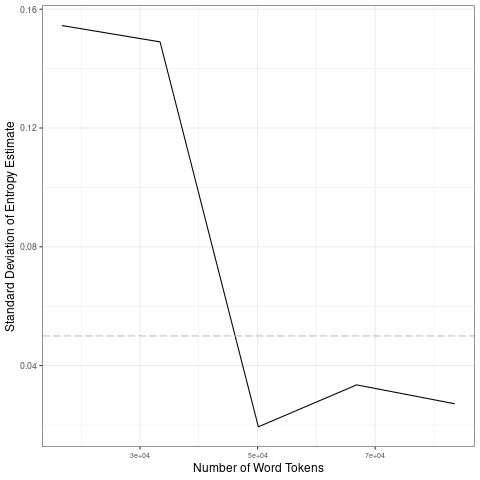 Standard Deviation of Entropy Estimate
0.16
0.12
0.08
0.04
3e+04 5e+04 7e+04
Number of Word Tokens